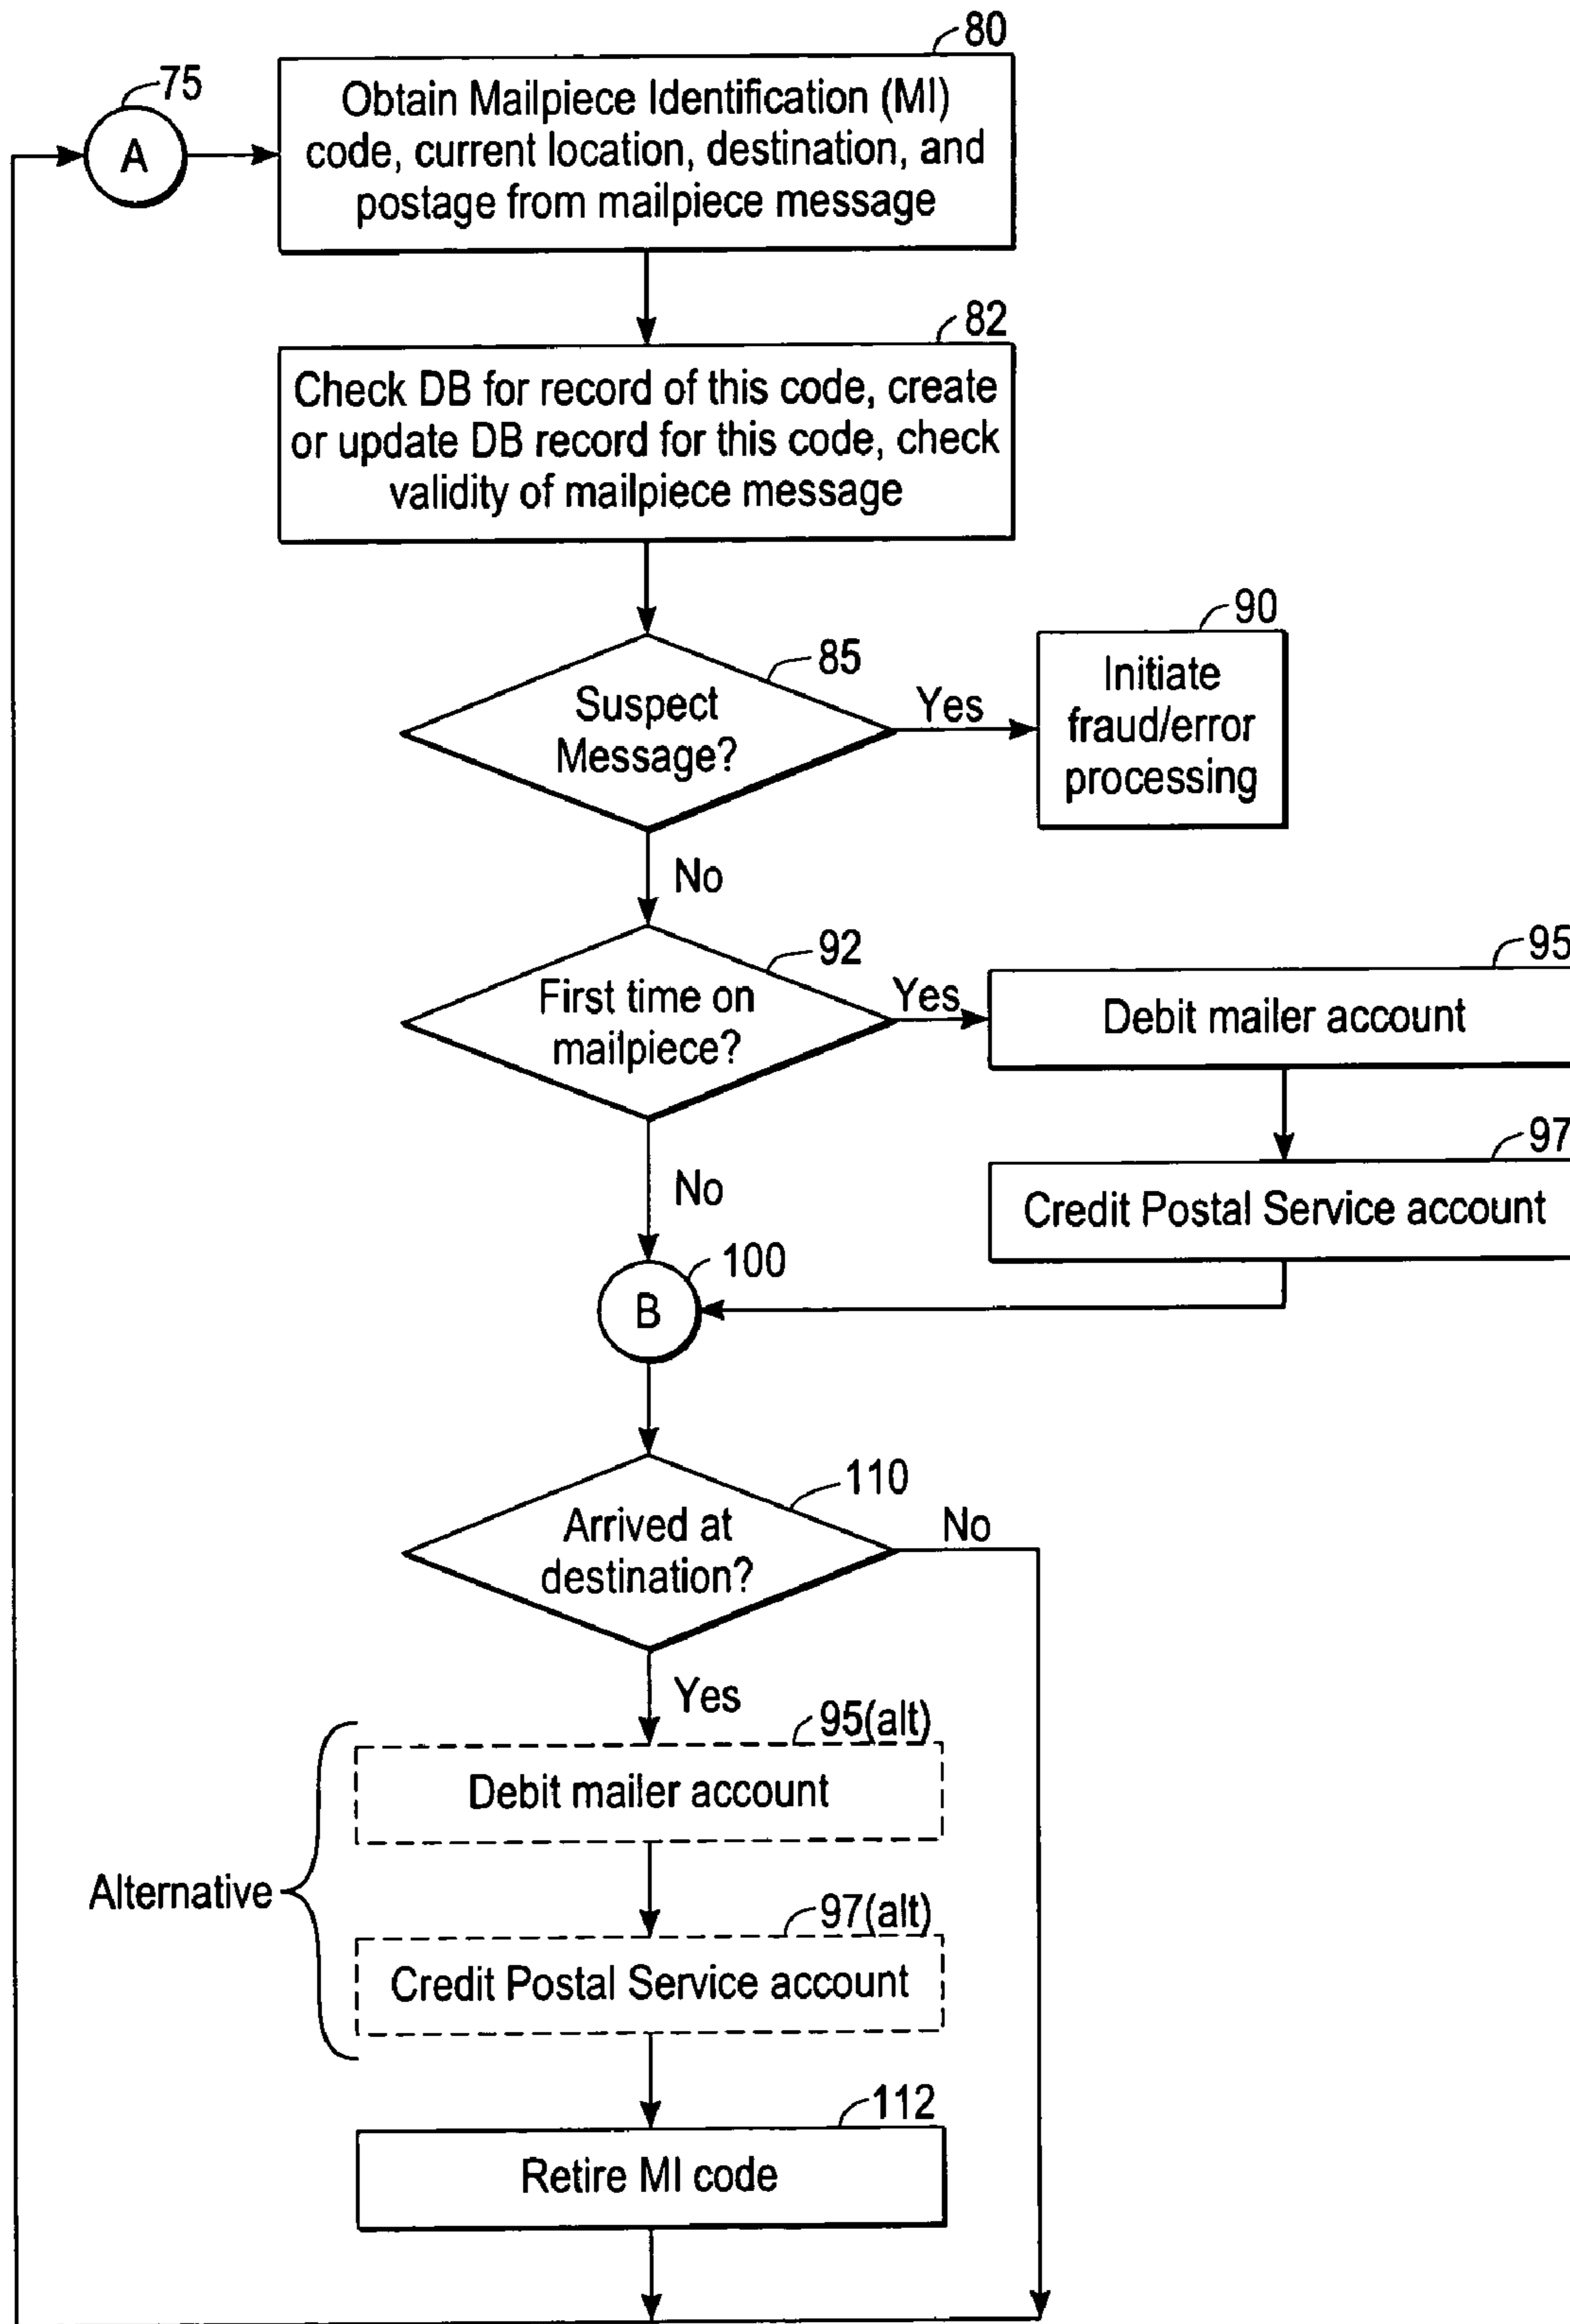 80
75
A
Obtain Mailpiece Identification (MI)
code, current location, destination, and
postage from mailpiece message
82
Check DB for record of this code, create
or update DB record for this code, check
validity of mailpiece message
85
Suspect
Message?
Yes
90
Initiate
fraud/error
processing
No
92
First time on
mailpiece?
Yes
95
Debit mailer account
97
Credit Postal Service account
No
100
B
110
Arrived at
destination?
No
Yes
95(alt)
Debit mailer account
Alternative
97(alt)
Credit Postal Service account
112
Retire MI code